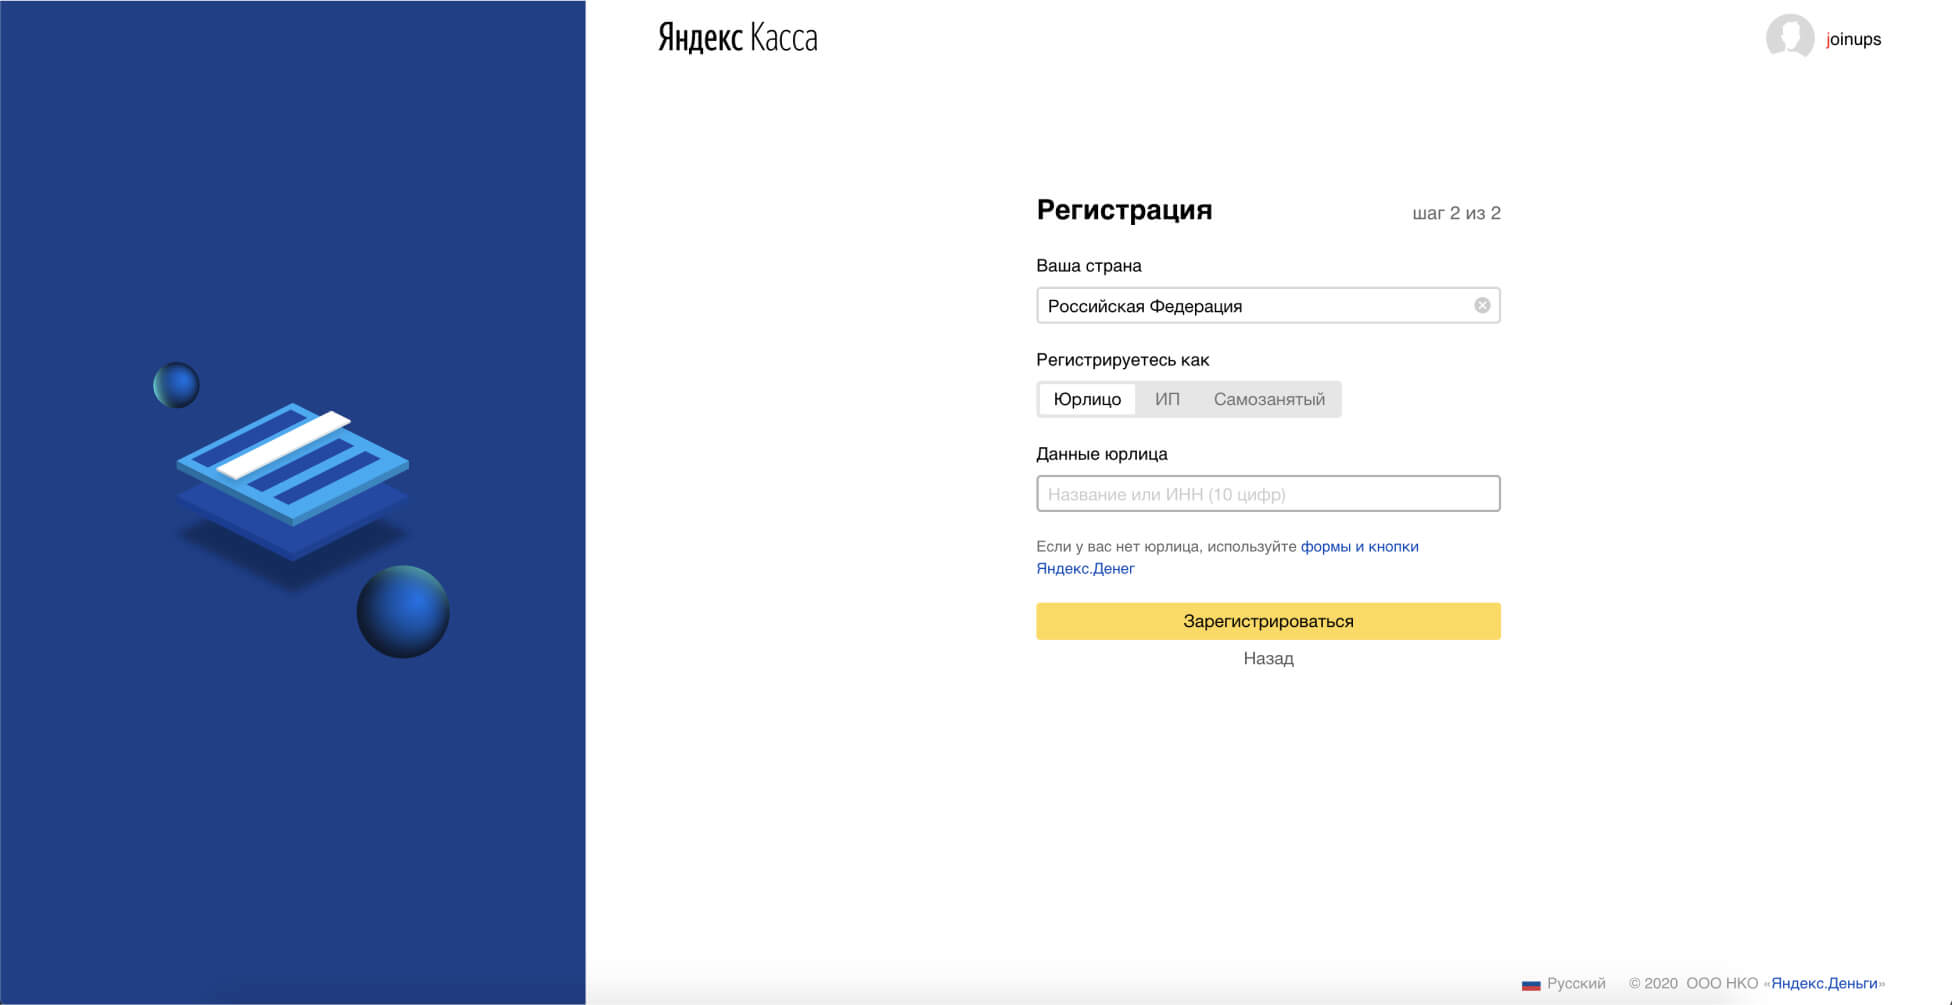 Яндекс Касса
joinups
Регистрация
шаг 2 из 2
Ваша страна
Российская Федерация
Регистрируетесь как
Юрлицо ИП Самозанятый
Данные юрлица
Название или ИНН (10 цифр)
Если у вас нет юрлица, используйте формы и кнопки
Яндекс.Денег
Зарегистрироваться
Назад
Русский © 2020 ООО НКО «Яндекс.Деньги»